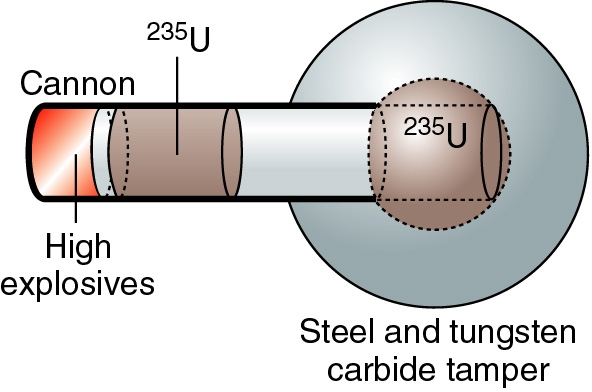 ²³⁵U
Cannon
²³⁵U
High
explosives
Steel and tungsten
carbide tamper